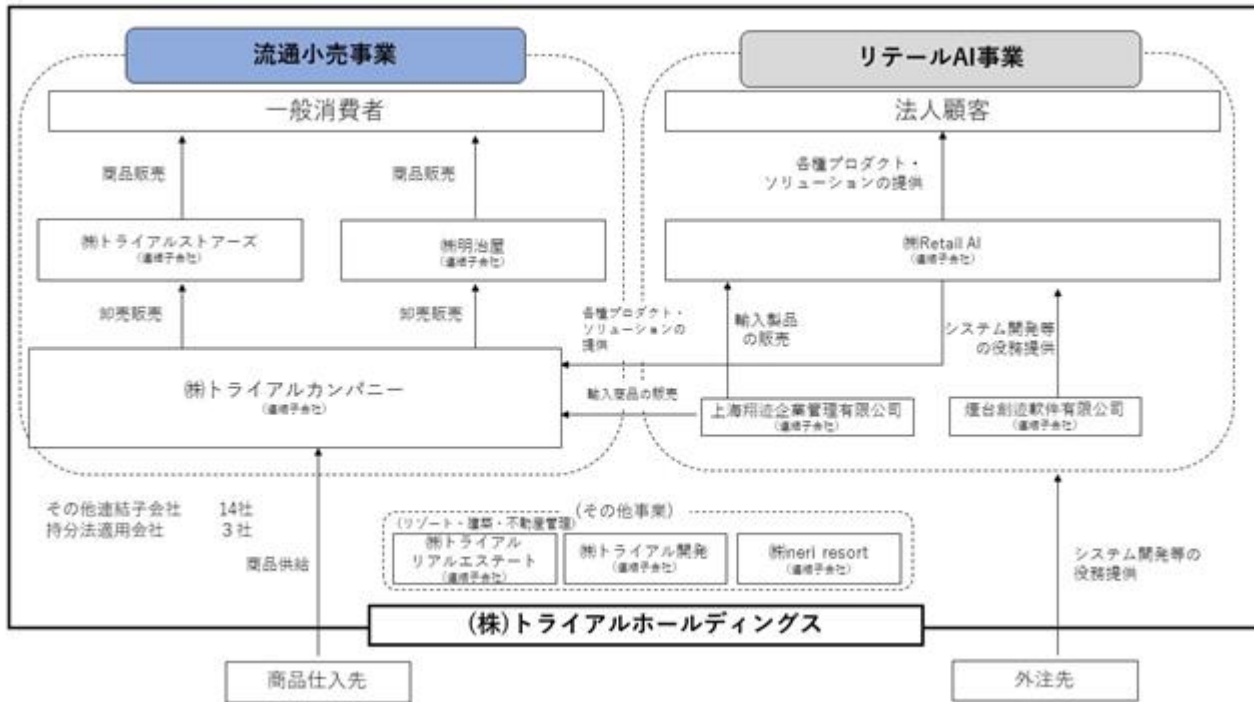 流通小売事業
リテールAI事業
一般消費者
法人顧客
商品販売
商品販売
各種プロダクト・
ソリューションの提供
㈱トライアルストアーズ
(連結子会社)
㈱明治屋
(連結子会社)
㈱Retail AI
(連結子会社)
卸売販売
卸売販売
各種プロダクト・
ソリューションの
提供
輸入製品
の販売
システム開発等
の役務提供
㈱トライアルカンパニー
(連結子会社)
輸入商品の販売
上海翔迹企業管理有限公司
(連結子会社)
煙台創迹軟件有限公司
(連結子会社)
その他連結子会社 14社
持分法適用会社 3社
商品供給
(その他事業)
(リゾート・建築・不動産管理)
㈱トライアル
リアルエステート
(連結子会社)
㈱トライアル開発
(連結子会社)
㈱neri resort
(連結子会社)
システム開発等の
役務提供
(株)トライアルホールディングス
商品仕入先
外注先